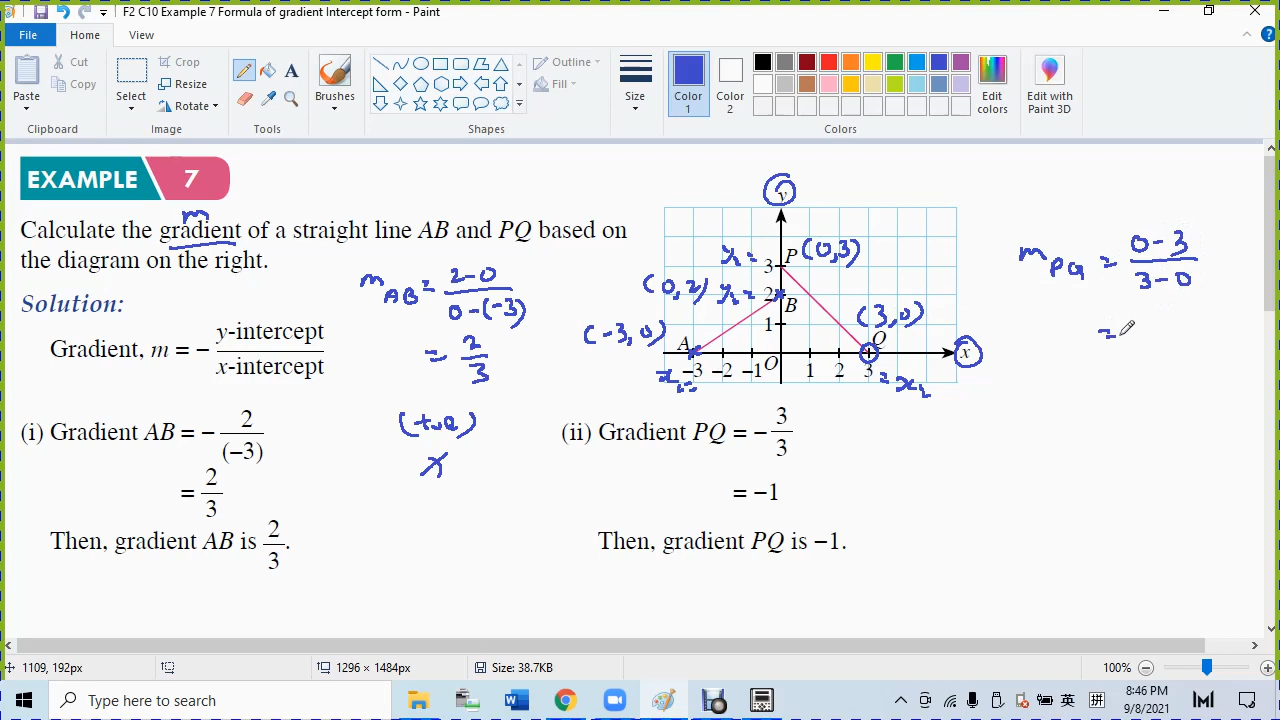 F2 C10 Example 7 Formula of gradient Intercept form - Paint
File Home View
Paste Cut Copy Clipboard
Select Crop Resize Rotate Image
Tools
Brushes
Outline Fill Shapes
Size
Color 1 Color 2 Edit colors Colors
Edit with Paint 3D
EXAMPLE 7
m
Calculate the gradient of a straight line AB and PQ based on
the diagram on the right.
Solution:
Gradient, m = − y-intercept / x-intercept
(i) Gradient AB = − 2 / (−3)
= 2 / 3
Then, gradient AB is 2 / 3.
m AB = 2 - 0 / 0 - (-3)
= 2 / 3
(+ve)
y
3 P (0,3)
(0,2) 2 B
1
(-3,0) A −3 −2 −1 O 1 2 3 Q (3,0) x
(ii) Gradient PQ = − 3 / 3
= −1
Then, gradient PQ is −1.
m PQ = 0 - 3 / 3 - 0
=
1109, 192px
1296 × 1484px
Size: 38.7KB
100%
Type here to search
英 拼
8:46 PM
9/8/2021